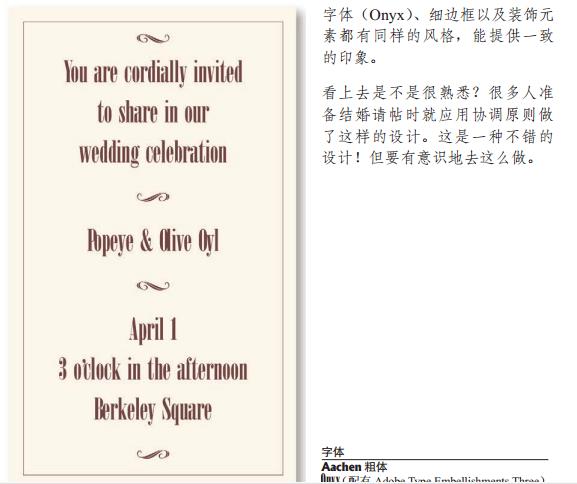 You are cordially invited
to share in our
wedding celebration
Popeye & Olive Oyl
April 1
3 o'clock in the afternoon
Berkeley Square
字体（Onyx）、细边框以及装饰元
素都有同样的风格，能提供一致
的印象。
看上去是不是很熟悉？很多人准
备结婚请帖时就应用协调原则做
了这样的设计。这是一种不错的
设计！但要有意识地去这么做。
字体
Aachen 粗体
Onyx（配有 Adobe Type Embellishments Three）